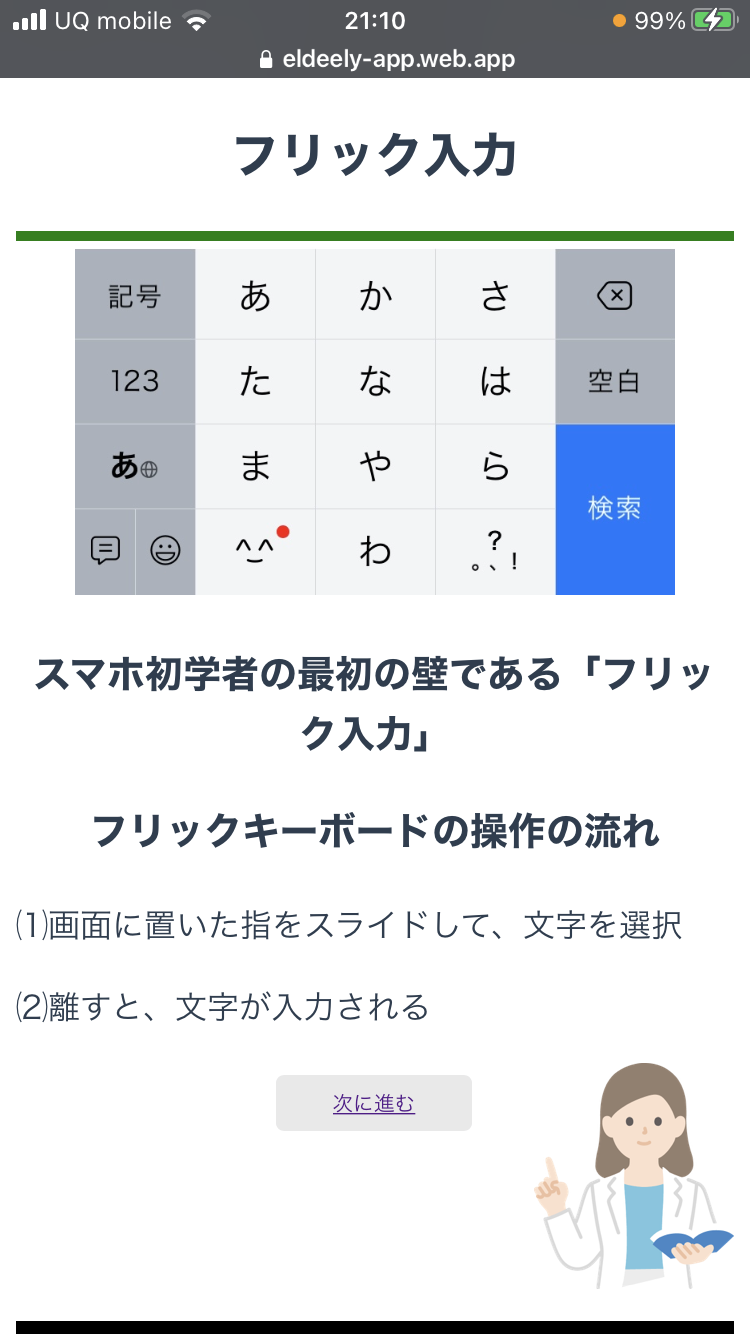 UQ mobile 21:10 99%
eldeely-app.web.app
フリック入力
記号 あ か さ
123 た な は 空白
あ ま や ら 検索
^_^ わ 。、?!
スマホ初学者の最初の壁である「フリッ
ク入力」
フリックキーボードの操作の流れ
⑴画面に置いた指をスライドして、文字を選択
⑵離すと、文字が入力される
次に進む